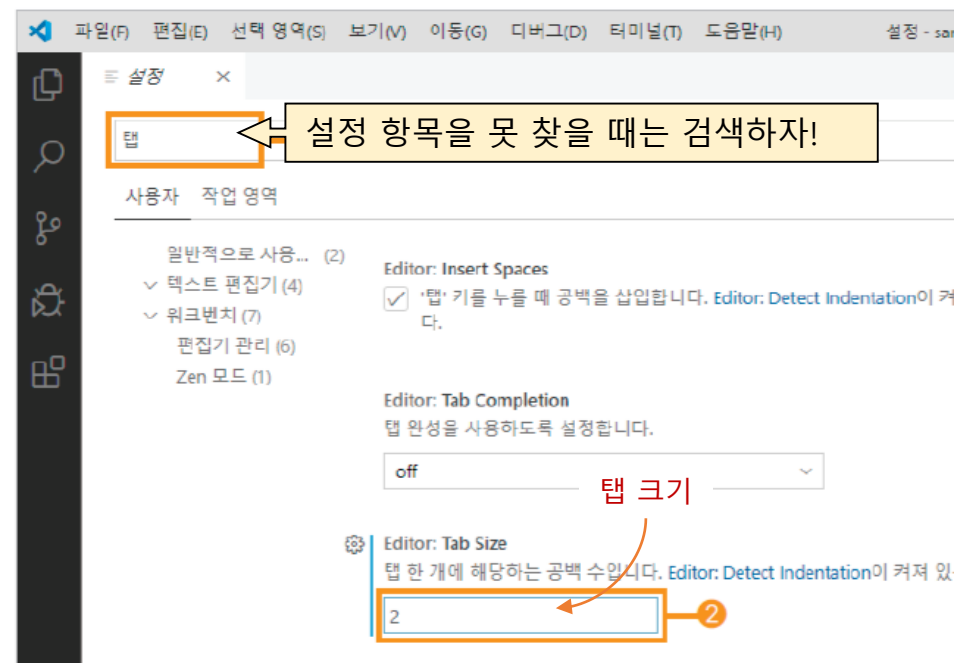 파일(F) 편집(E) 선택 영역(S) 보기(V) 이동(G) 디버그(D) 터미널(T) 도움말(H) 설정 - sar
설정
탭
설정 항목을 못 찾을 때는 검색하자!
사용자 작업 영역
일반적으로 사용... (2)
텍스트 편집기 (4)
워크벤치 (7)
편집기 관리 (6)
Zen 모드 (1)
Editor: Insert Spaces
'탭' 키를 누를 때 공백을 삽입합니다. Editor: Detect Indentation이 켜
다.
Editor: Tab Completion
탭 완성을 사용하도록 설정합니다.
off
탭 크기
Editor: Tab Size
탭 한 개에 해당하는 공백 수입니다. Editor: Detect Indentation이 켜져 있
2
2